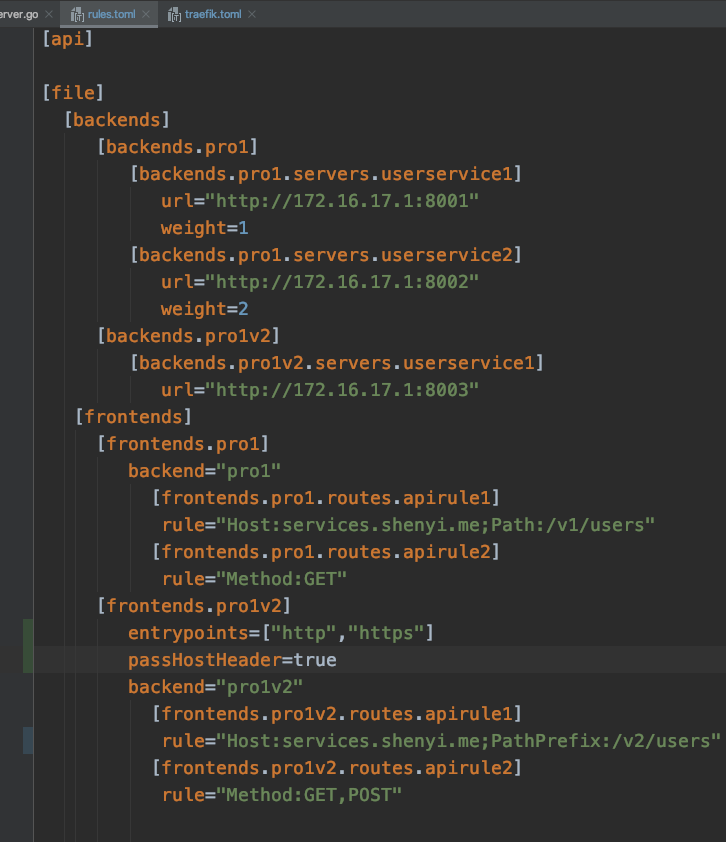 erver.go rules.toml traefik.toml
[api]
[file]
[backends]
[backends.pro1]
[backends.pro1.servers.userservice1]
url="http://172.16.17.1:8001"
weight=1
[backends.pro1.servers.userservice2]
url="http://172.16.17.1:8002"
weight=2
[backends.pro1v2]
[backends.pro1v2.servers.userservice1]
url="http://172.16.17.1:8003"
[frontends]
[frontends.pro1]
backend="pro1"
[frontends.pro1.routes.apirule1]
rule="Host:services.shenyi.me;Path:/v1/users"
[frontends.pro1.routes.apirule2]
rule="Method:GET"
[frontends.pro1v2]
entrypoints=["http","https"]
passHostHeader=true
backend="pro1v2"
[frontends.pro1v2.routes.apirule1]
rule="Host:services.shenyi.me;PathPrefix:/v2/users"
[frontends.pro1v2.routes.apirule2]
rule="Method:GET,POST"